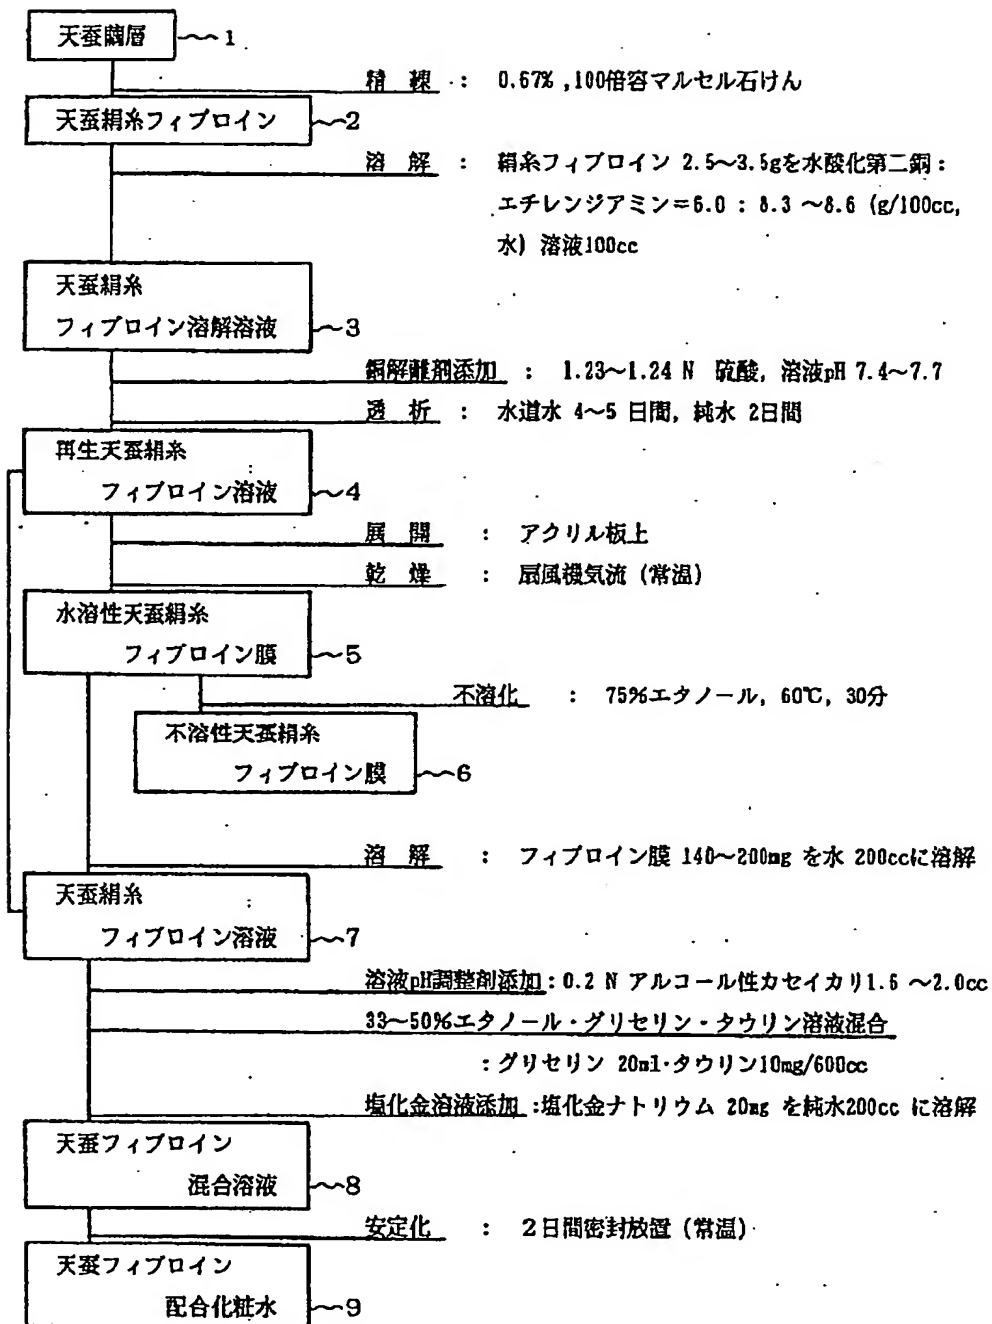 天蚕繭層 1
精 練 : 0.67% ,100倍容マルセル石けん
天蚕絹糸フィブロイン 2
溶 解 : 絹糸フィブロイン 2.5~3.5gを水酸化第二銅:
エチレンジアミン=6.0 : 8.3 ~8.6 (g/100cc,
水) 溶液100cc
天蚕絹糸
フィブロイン溶解溶液 3
銅解離剤添加 : 1.23~1.24 N 硫酸, 溶液pH 7.4~7.7
透 析 : 水道水 4~5 日間, 純水 2日間
再生天蚕絹糸
フィブロイン溶液 4
展 開 : アクリル板上
乾 燥 : 扇風機気流 (常温)
水溶性天蚕絹糸
フィブロイン膜 5
不溶化 : 75%エタノール, 60℃, 30分
不溶性天蚕絹糸
フィブロイン膜 6
溶 解 : フィブロイン膜 140~200mg を水 200ccに溶解
天蚕絹糸
フィブロイン溶液 7
溶液pH調整剤添加:0.2 N アルコール性カセイカリ1.6 ~2.0cc
33~50%エタノール・グリセリン・タウリン溶液混合
:グリセリン 20ml・タウリン10mg/600cc
塩化金溶液添加 :塩化金ナトリウム 20mg を純水200cc に溶解
天蚕フィブロイン
混合溶液 8
安定化 : 2日間密封放置 (常温)
天蚕フィブロイン
配合化粧水 9